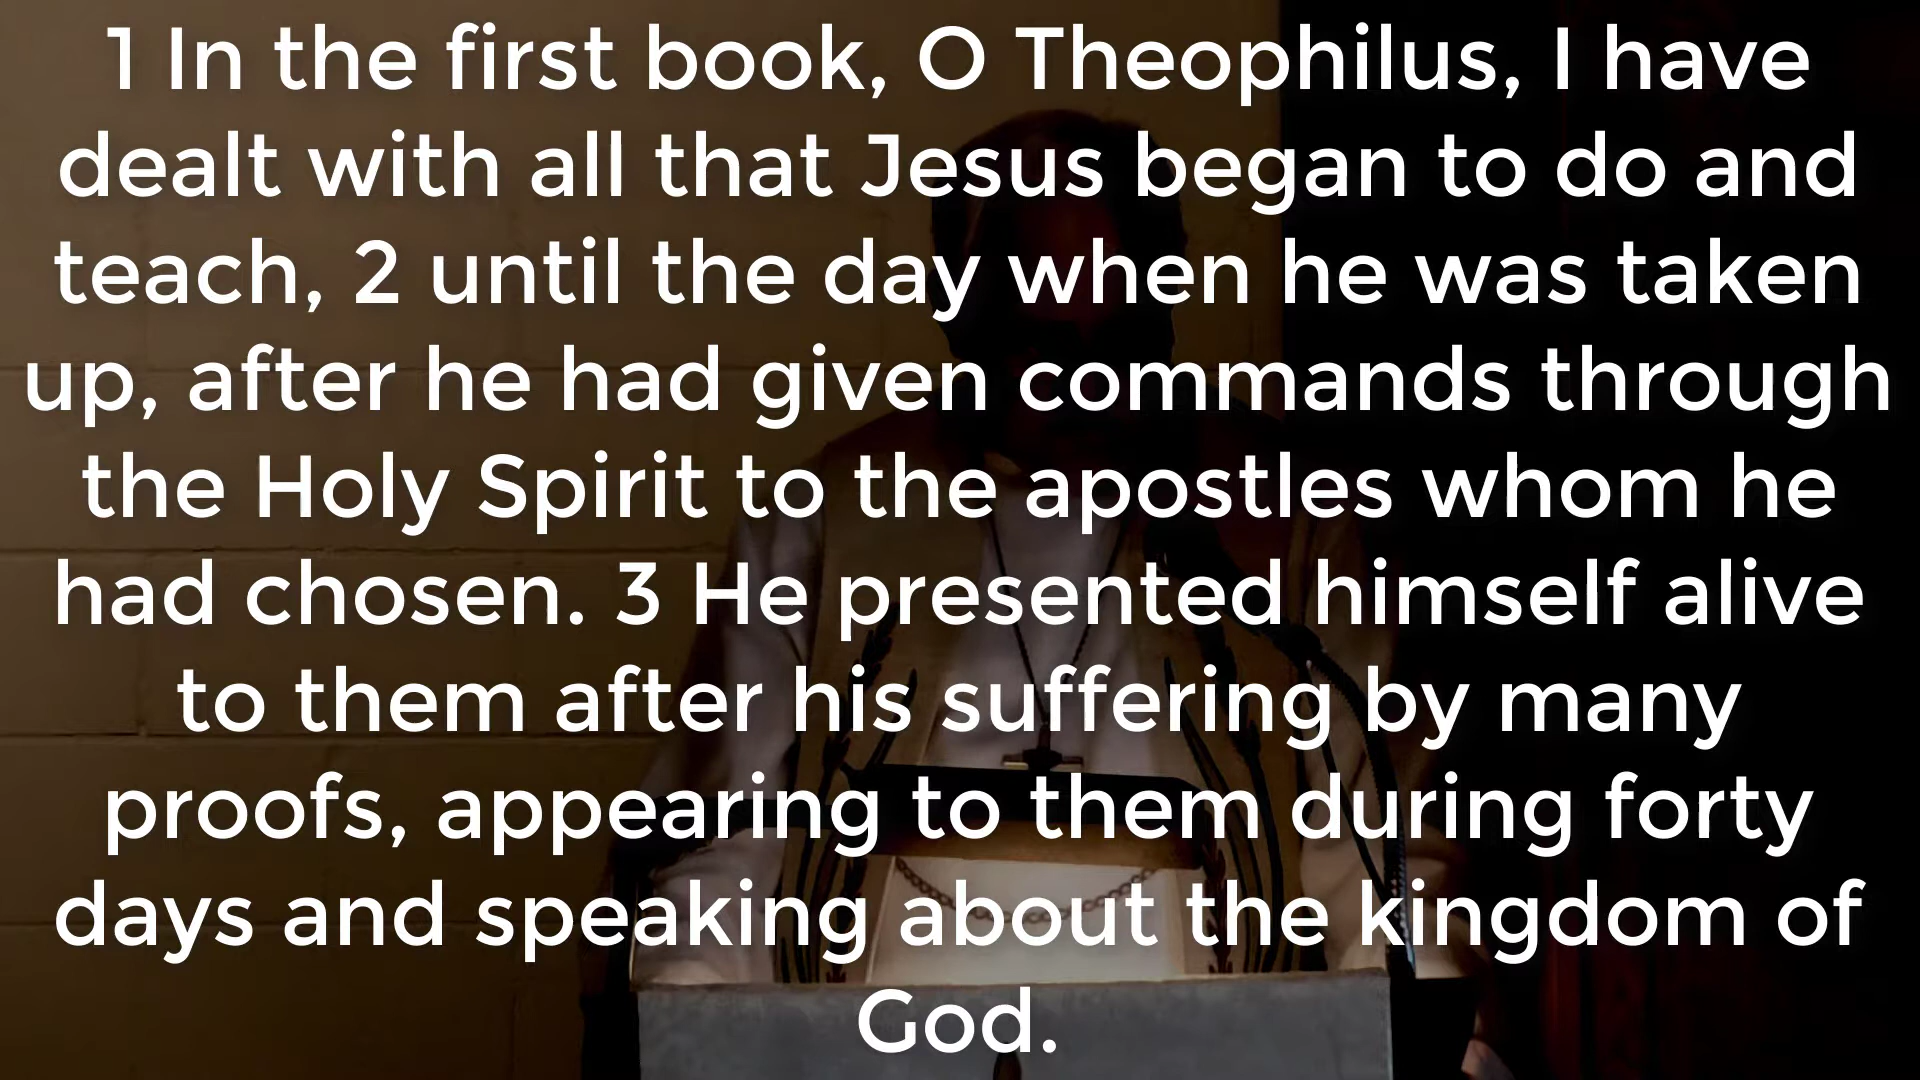 1 In the first book, O Theophilus, I have
dealt with all that Jesus began to do and
teach, 2 until the day when he was taken
up, after he had given commands through
the Holy Spirit to the apostles whom he
had chosen. 3 He presented himself alive
to them after his suffering by many
proofs, appearing to them during forty
days and speaking about the kingdom of
God.